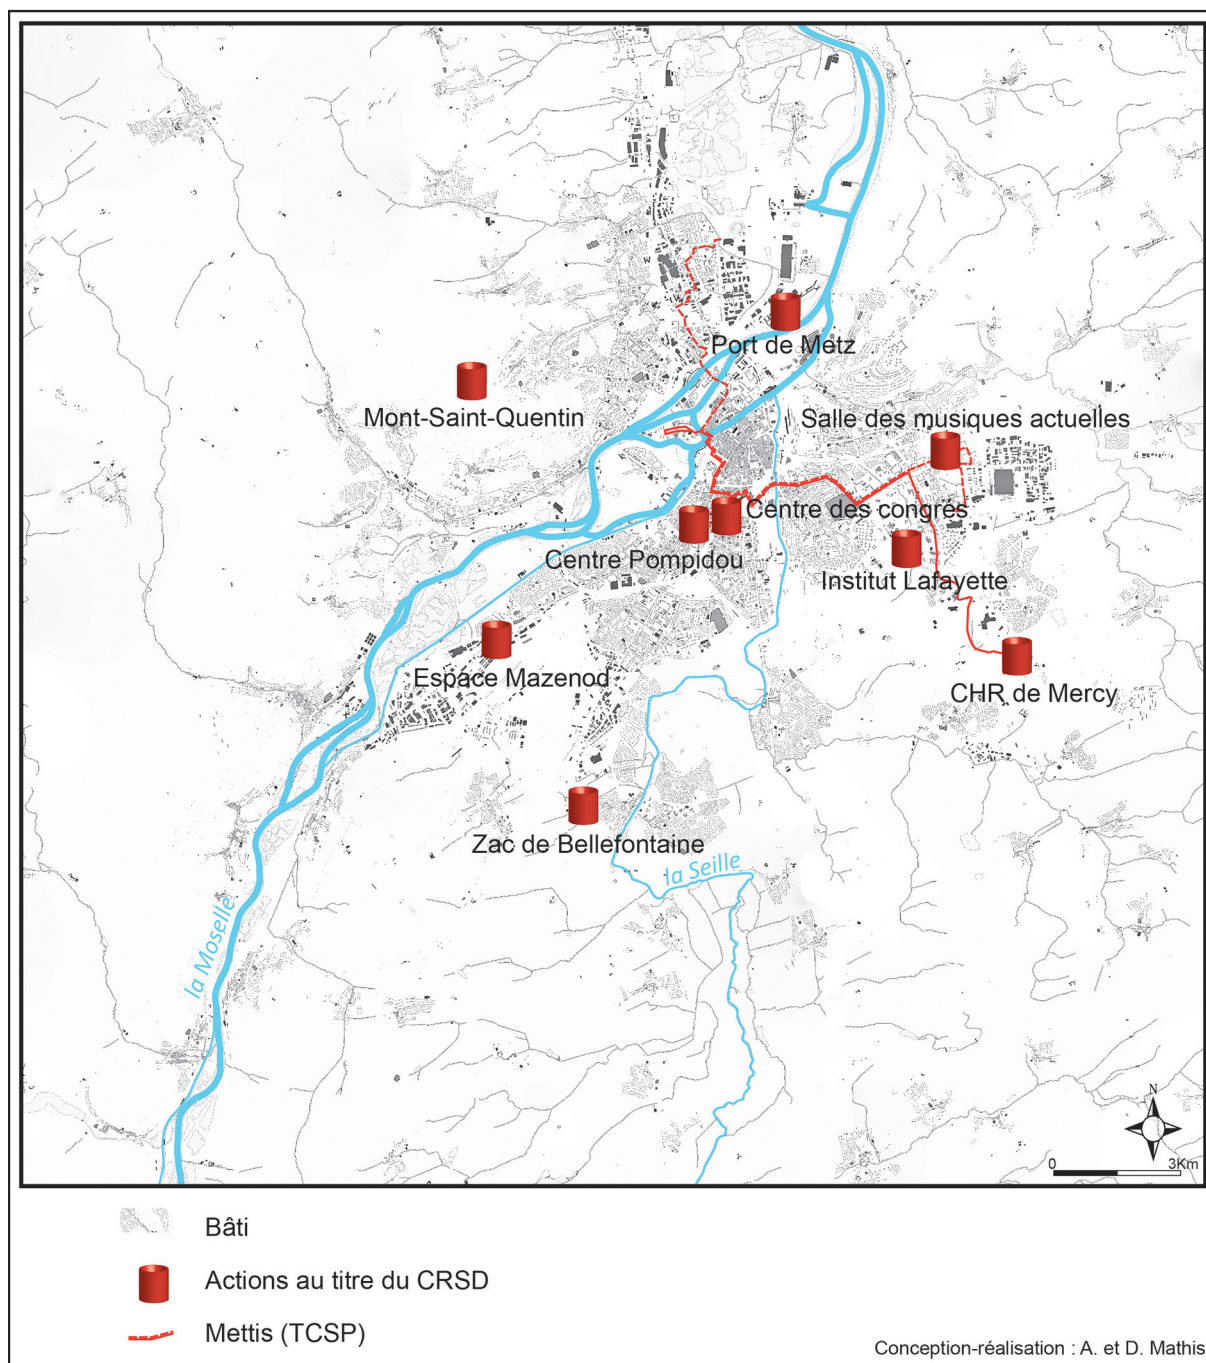 Port de Metz
Mont-Saint-Quentin
Salle des musiques actuelles
Centre des congrés
Centre Pompidou
Institut Lafayette
Espace Mazenod
CHR de Mercy
Zac de Bellefontaine
la Seille
la Moselle
N
0 3Km
Bâti
Actions au titre du CRSD
Mettis (TCSP)
Conception-réalisation : A. et D. Mathis